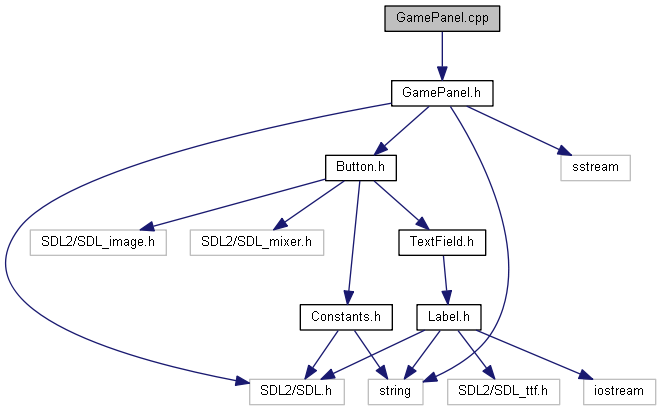 GamePanel.cpp
GamePanel.h
Button.h
sstream
SDL2/SDL_image.h
SDL2/SDL_mixer.h
TextField.h
Constants.h
Label.h
SDL2/SDL.h
string
SDL2/SDL_ttf.h
iostream